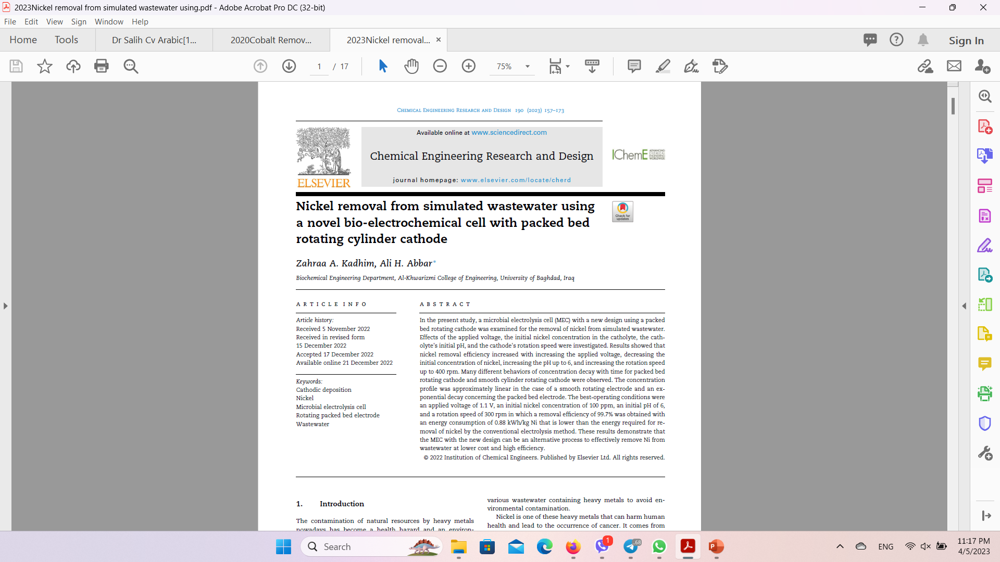 2023Nickel removal from simulated wastewater using.pdf - Adobe Acrobat Pro DC (32-bit)
File Edit View Sign Window Help
Home Tools Dr Salih Cv Arabic[1... 2020Cobalt Remov... 2023Nickel removal... × Sign In
1 / 17 75%
Chemical Engineering Research and Design 190 (2023) 157–173
Available online at www.sciencedirect.com
Chemical Engineering Research and Design
journal homepage: www.elsevier.com/locate/cherd
ELSEVIER
IChemE ADVANCING CHEMICAL ENGINEERING WORLDWIDE
Nickel removal from simulated wastewater using
a novel bio-electrochemical cell with packed bed
rotating cylinder cathode
Check for
updates
Zahraa A. Kadhim, Ali H. Abbar*
Biochemical Engineering Department, Al-Khwarizmi College of Engineering, University of Baghdad, Iraq
ARTICLE INFO
Article history:
Received 5 November 2022
Received in revised form
15 December 2022
Accepted 17 December 2022
Available online 21 December 2022
Keywords:
Cathodic deposition
Nickel
Microbial electrolysis cell
Rotating packed bed electrode
Wastewater
ABSTRACT
In the present study, a microbial electrolysis cell (MEC) with a new design using a packed
bed rotating cathode was examined for the removal of nickel from simulated wastewater.
Effects of the applied voltage, the initial nickel concentration in the catholyte, the cath-
olyte's initial pH, and the cathode's rotation speed were investigated. Results showed that
nickel removal efficiency increased with increasing the applied voltage, decreasing the
initial concentration of nickel, increasing the pH up to 6, and increasing the rotation speed
up to 400 rpm. Many different behaviors of concentration decay with time for packed bed
rotating cathode and smooth cylinder rotating cathode were observed. The concentration
profile was approximately linear in the case of a smooth rotating electrode and an ex-
ponential decay concerning the packed bed electrode. The best-operating conditions were
an applied voltage of 1.1 V, an initial nickel concentration of 100 ppm, an initial pH of 6,
and a rotation speed of 300 rpm in which a removal efficiency of 99.7% was obtained with
an energy consumption of 0.88 kWh/kg Ni that is lower than the energy required for re-
moval of nickel by the conventional electrolysis method. These results demonstrate that
the MEC with the new design can be an alternative process to effectively remove Ni from
wastewater at lower cost and high efficiency.
© 2022 Institution of Chemical Engineers. Published by Elsevier Ltd. All rights reserved.
1. Introduction
The contamination of natural resources by heavy metals
nowadays has become a health hazard and an environ-
various wastewater containing heavy metals to avoid en-
vironmental contamination.
Nickel is one of these heavy metals that can harm human
health and lead to the occurrence of cancer. It comes from
Search
1
68
ENG
11:17 PM
4/5/2023